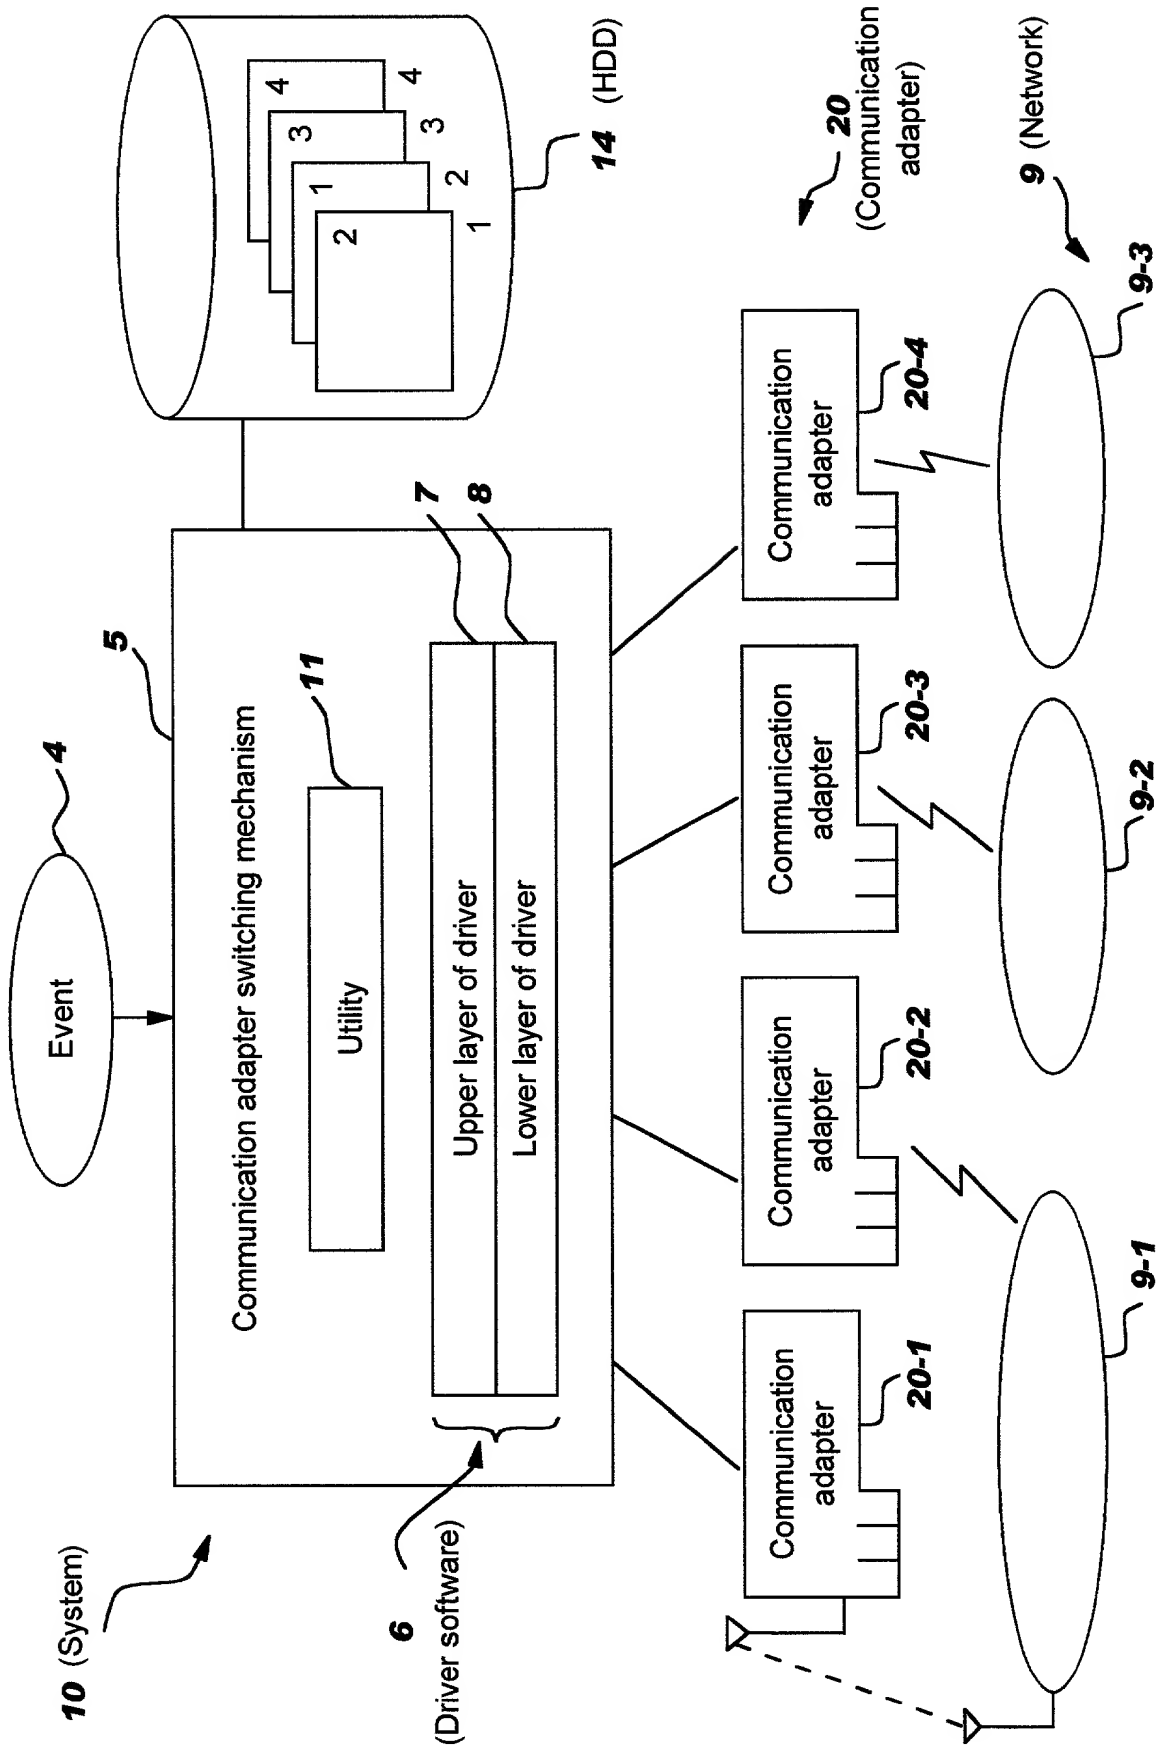 10 (System)
Event
4
5
Communication adapter switching mechanism
Utility
11
6
(Driver software)
Upper layer of driver
Lower layer of driver
7
8
4
3
1
2
4
3
2
1
14 (HDD)
20
(Communication
adapter)
Communication
adapter
20-1
Communication
adapter
20-2
Communication
adapter
20-3
Communication
adapter
20-4
9 (Network)
9-1
9-2
9-3